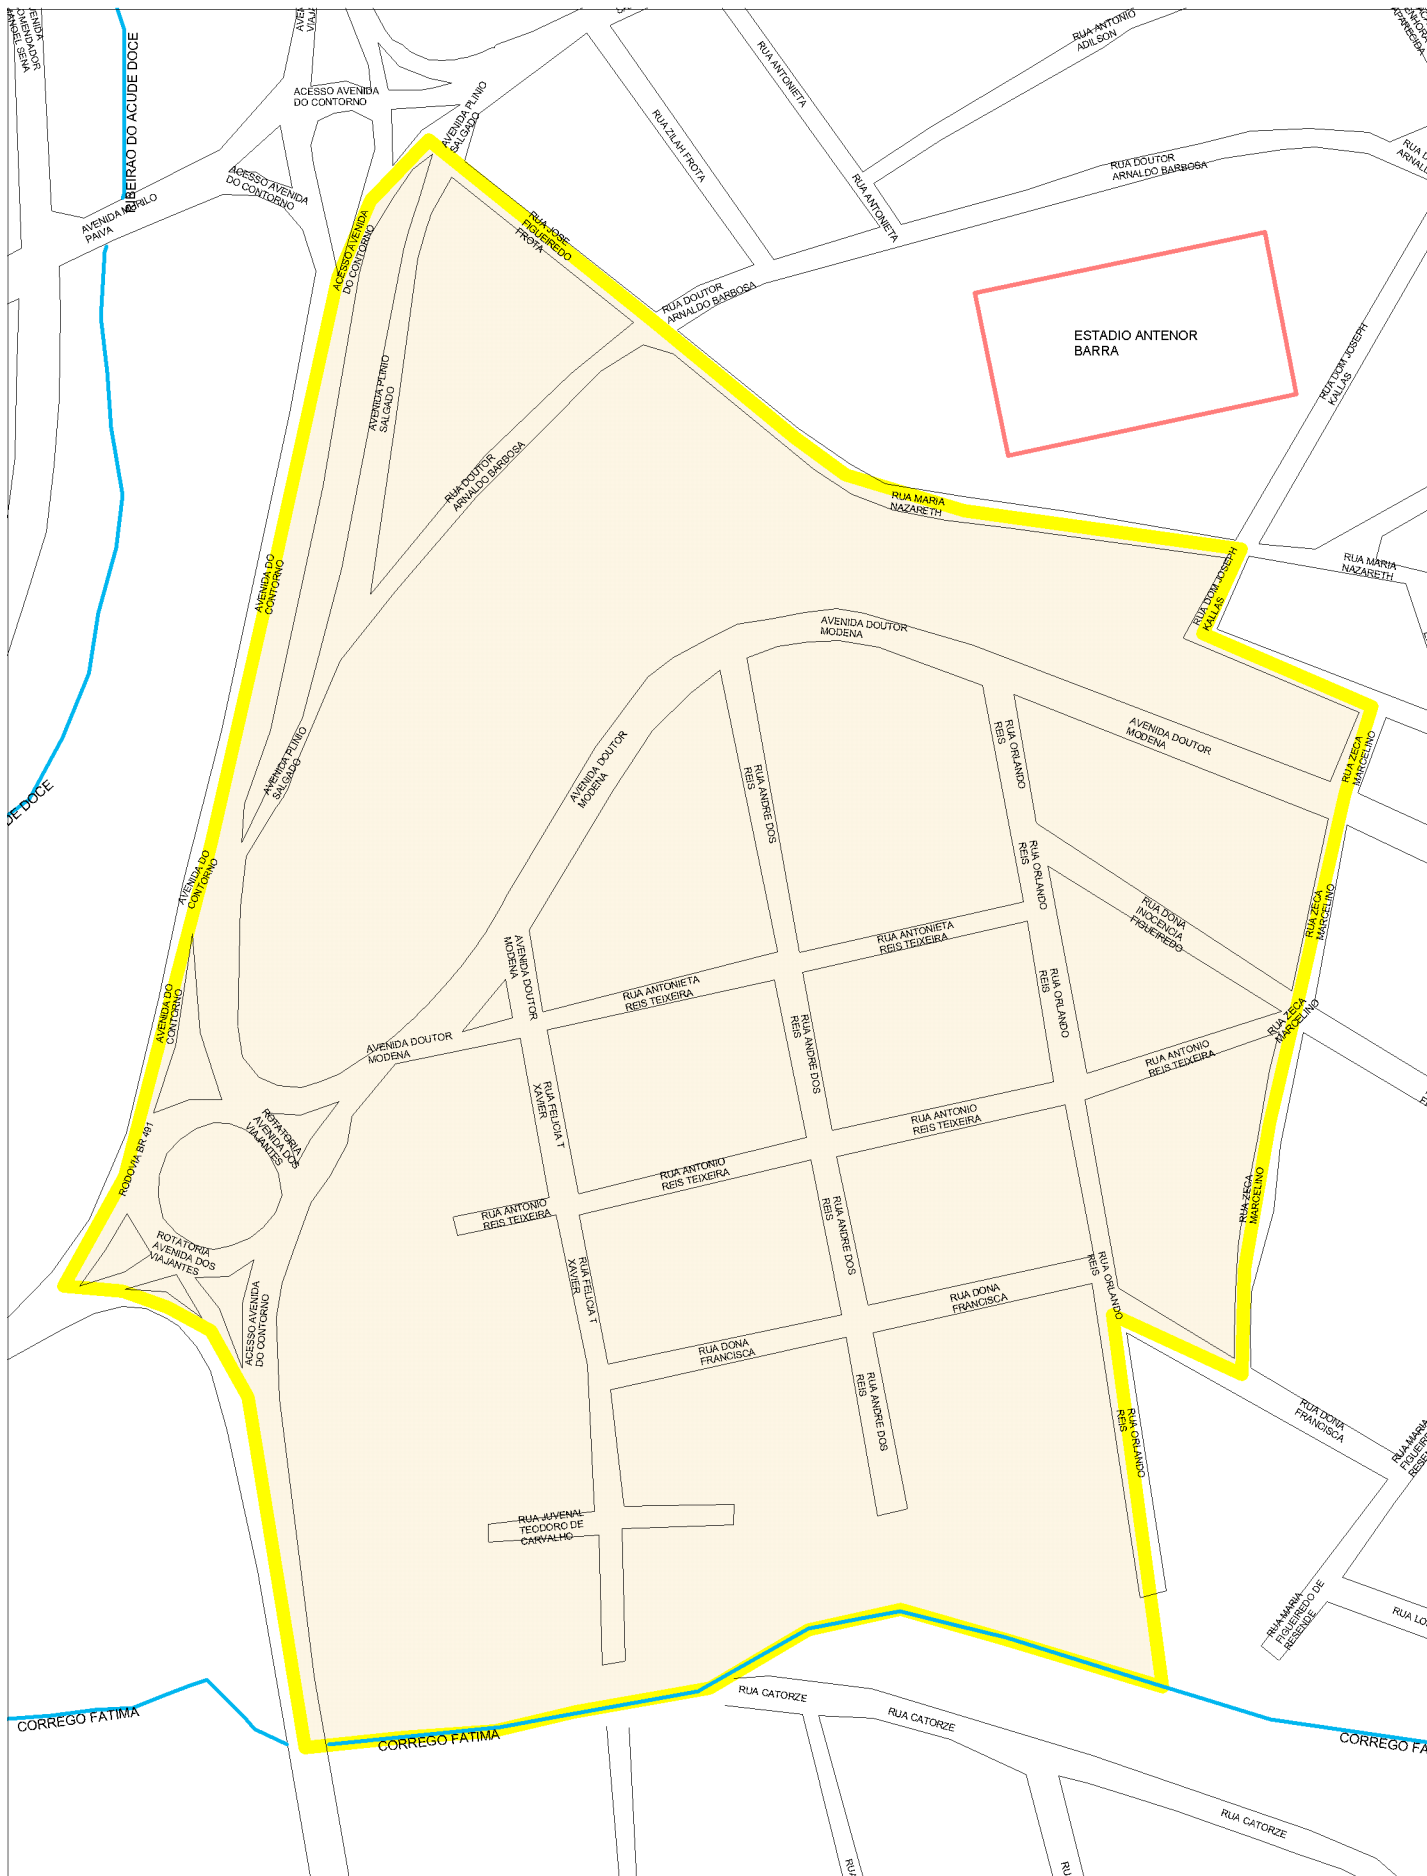 RIBEIRAO DO ACUDE DOCE
ACESSO AVENIDA
DO CONTORNO
AVENIDA PLINIO
SALGADO
RUA ANTONIETA
RUA ANTONIO
ADILSON
RUA ZILAH FROTA
RUA DOUTOR
ARNALDO BARBOSA
RUA ANTONIETA
ACESSO AVENIDA
DO CONTORNO
AVENIDA MURILO
PAIVA
ACESSO AVENIDA
DO CONTORNO
RUA JOSE
FIGUEIREDO
FROTA
RUA DOUTOR
ARNALDO BARBOSA
ESTADIO ANTENOR
BARRA
RUA DOM JOSEPH
KALLAS
AVENIDA PLINIO
SALGADO
RUA DOUTOR
ARNALDO BARBOSA
RUA MARIA
NAZARETH
RUA MARIA
NAZARETH
AVENIDA DO
CONTORNO
RUA DOM JOSEPH
KALLAS
AVENIDA DOUTOR
MODENA
AVENIDA PLINIO
SALGADO
AVENIDA DOUTOR
MODENA
RUA ANDRE DOS
REIS
RUA ORLANDO
REIS
AVENIDA DOUTOR
MODENA
RUA ZECA
MARCELINO
DE DOCE
AVENIDA DO
CONTORNO
RUA ORLANDO
REIS
RUA DONA
INOCENCIA
FIGUEIREDO
RUA ZECA
MARCELINO
AVENIDA DOUTOR
MODENA
RUA ANTONIETA
REIS TEIXEIRA
RUA ANTONIETA
REIS TEIXEIRA
RUA ORLANDO
REIS
AVENIDA DO
CONTORNO
AVENIDA DOUTOR
MODENA
RUA ANDRE DOS
REIS
RUA ZECA
MARCELINO
RUA ANTONIO
REIS TEIXEIRA
RODOVIA BR 491
ROTATORIA
AVENIDA DOS
VIAJANTES
RUA FELICIA T
XAVIER
RUA ANTONIO
REIS TEIXEIRA
RUA ANTONIO
REIS TEIXEIRA
RUA ANTONIO
REIS TEIXEIRA
RUA ZECA
MARCELINO
ROTATORIA
AVENIDA DOS
VIAJANTES
RUA FELICIA T
XAVIER
RUA ANDRE DOS
REIS
RUA ORLANDO
REIS
RUA DONA
FRANCISCA
ACESSO AVENIDA
DO CONTORNO
RUA DONA
FRANCISCA
RUA ANDRE DOS
REIS
RUA ORLANDO
REIS
RUA DONA
FRANCISCA
RUA MARIA
RUA JUVENAL
TEODORO DE
CARVALHO
RUA MARIA
FIGUEIREDO DE
RESENDE
RUA LO
CORREGO FATIMA
CORREGO FATIMA
RUA CATORZE
RUA CATORZE
CORREGO FA
RUA CATORZE
RUA
RU